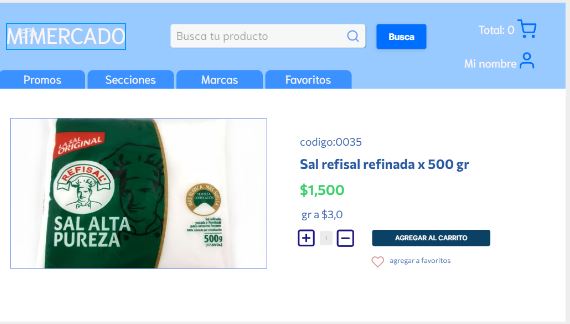 MIMERCADO
Busca tu producto
Busca
Total: 0
Mi nombre
Promos
Secciones
Marcas
Favoritos
LA SAL
ORIGINAL
REFISAL
SAL ALTA
PUREZA
500g
codigo:0035
Sal refisal refinada x 500 gr
$1,500
gr a $3,0
AGREGAR AL CARRITO
agregar a favoritos